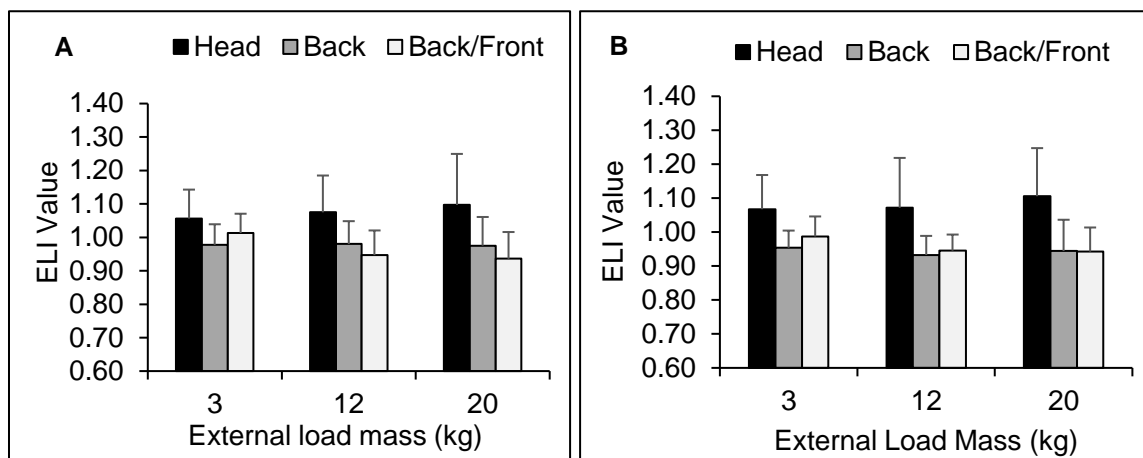 A
Head Back Back/Front
1.40
1.30
1.20
1.10
1.00
0.90
0.80
0.70
0.60
ELI Value
3 12 20
External load mass (kg)
B
Head Back Back/Front
1.40
1.30
1.20
1.10
1.00
0.90
0.80
0.70
0.60
ELI Value
3 12 20
External Load Mass (kg)